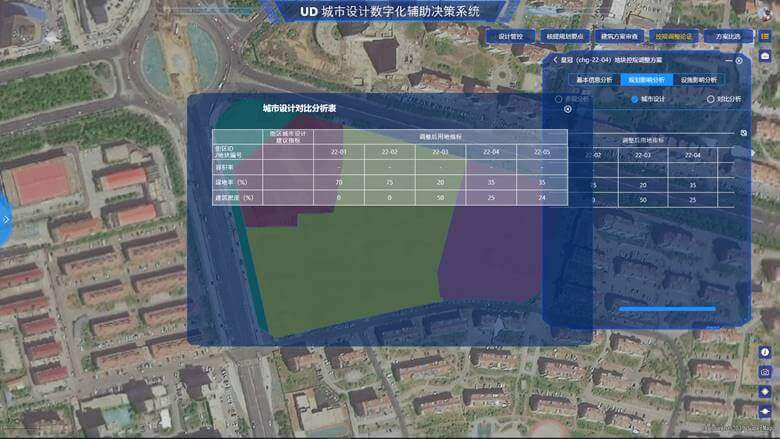 UD 城市设计数字化辅助决策系统
设计管控
核提规划要点
建筑方案审查
控规调整论证
方案比选
皇冠（chg-22-04）地块控规调整方案
基本信息分析
规划影响分析
设施影响分析
城市设计
对比分析
城市设计对比分析表
街区城市设计
建议指标
调整后用地指标
街区ID
/地块编号
22-01
22-02
22-03
22-04
22-05
容积率
- - - - -
绿地率（%）
70
75
20
35
35
建筑密度（%）
0
0
50
25
24
调整后用地指标
22-03
22-04
20
35
50
25